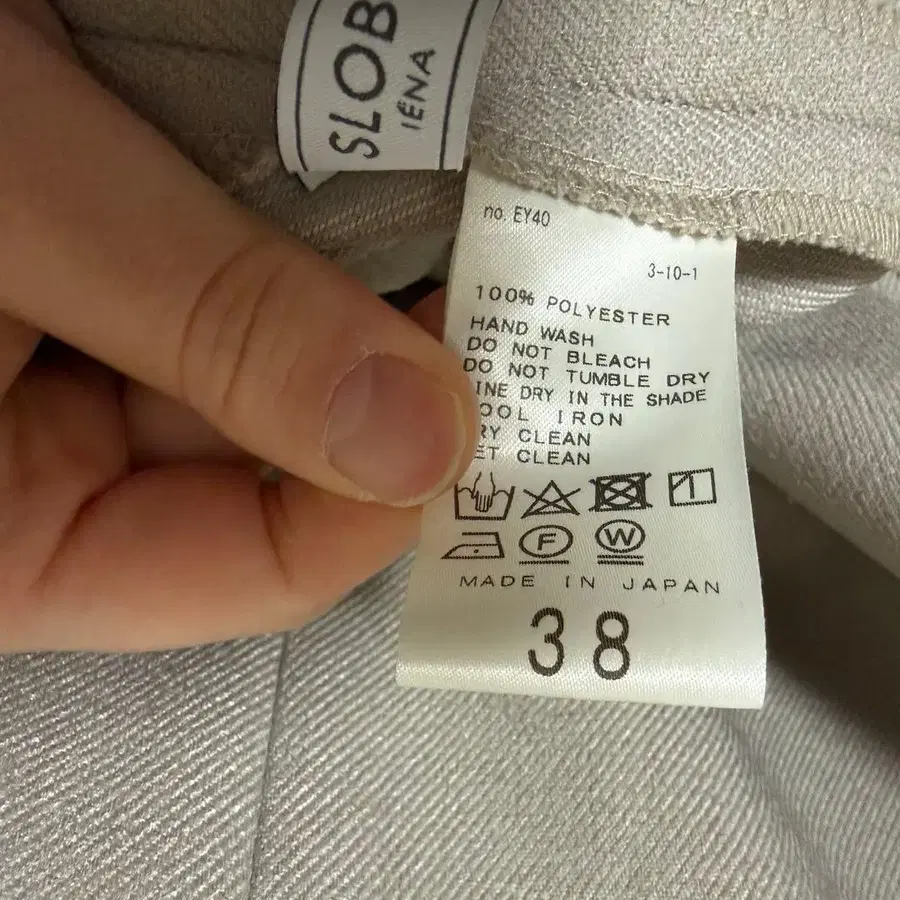 SLOB
IÉNA
no. EY40
3-10-1
100% POLYESTER
HAND WASH
DO NOT BLEACH
DO NOT TUMBLE DRY
INE DRY IN THE SHADE
OOL IRON
RY CLEAN
ET CLEAN
F W
MADE IN JAPAN
38